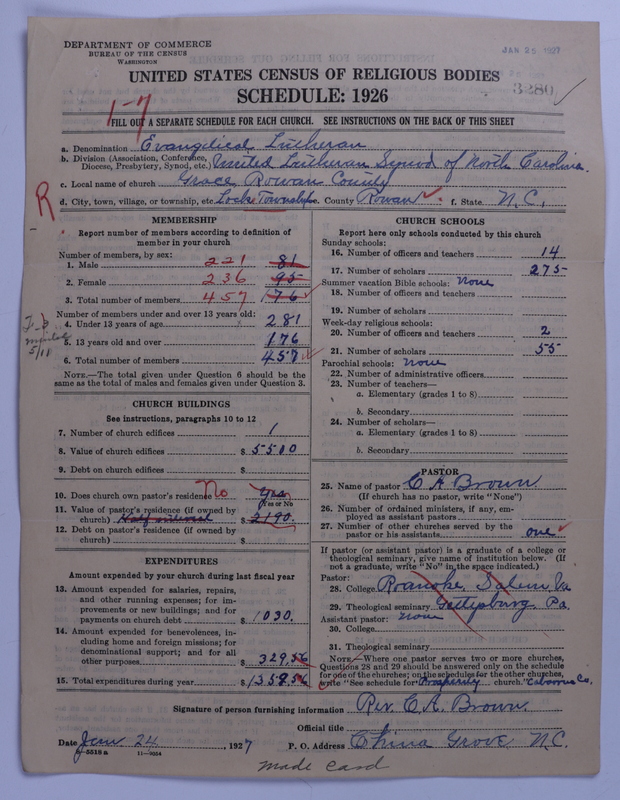 DEPARTMENT OF COMMERCE
BUREAU OF THE CENSUS
WASHINGTON
JAN 25 1927
UNITED STATES CENSUS OF RELIGIOUS BODIES
3280
SCHEDULE: 1926
1-7
FILL OUT A SEPARATE SCHEDULE FOR EACH CHURCH. SEE INSTRUCTIONS ON THE BACK OF THIS SHEET
a. Denomination Evangelical Lutheran
b. Division (Association, Conference, Diocese, Presbytery, Synod, etc.) United Lutheran Synod of North Carolina.
c. Local name of church Grace Rowan County
R
d. City, town, village, or township, etc. Locke Township e. County Rowan f. State N.C.
MEMBERSHIP
Report number of members according to definition of member in your church
Number of members, by sex:
1. Male 221 81
2. Female 236 95
3. Total number of members 457 176
Number of members under and over 13 years old:
4. Under 13 years of age 281
5. 13 years old and over 176
6. Total number of members 457
NOTE.—The total given under Question 6 should be the same as the total of males and females given under Question 3.
CHURCH BUILDINGS
See instructions, paragraphs 10 to 12
7. Number of church edifices 1
8. Value of church edifices $5510
9. Debt on church edifices $
10. Does church own pastor's residence No Yes
(Yes or No)
11. Value of pastor's residence (if owned by church) Half interest $2190.
12. Debt on pastor's residence (if owned by church) $
EXPENDITURES
Amount expended by your church during last fiscal year
13. Amount expended for salaries, repairs, and other running expenses; for improvements or new buildings; and for payments on church debt $1030.
14. Amount expended for benevolences, including home and foreign missions; for denominational support; and for all other purposes $329.56
15. Total expenditures during year $1359.56
CHURCH SCHOOLS
Report here only schools conducted by this church
Sunday schools:
16. Number of officers and teachers 14
17. Number of scholars 275
Summer vacation Bible schools: None
18. Number of officers and teachers
19. Number of scholars
Week-day religious schools:
20. Number of officers and teachers 2
21. Number of scholars 55
Parochial schools: None
22. Number of administrative officers
23. Number of teachers—
a. Elementary (grades 1 to 8)
b. Secondary
24. Number of scholars—
a. Elementary (grades 1 to 8)
b. Secondary
PASTOR
25. Name of pastor C A Brown
(If church has no pastor, write "None")
26. Number of ordained ministers, if any, employed as assistant pastors
27. Number of other churches served by the pastor or his assistants one
If pastor (or assistant pastor) is a graduate of a college or theological seminary, give name of institution below. (If not a graduate, write "No" in the space indicated.)
Pastor:
28. College Roanoke, Salem, Va
29. Theological seminary Gettysburg Pa.
Assistant pastor: None
30. College
31. Theological seminary
NOTE.—Where one pastor serves two or more churches, Questions 28 and 29 should be answered only on the schedule for one of the churches; on the schedules for the other churches, write "See schedule for Prosperity church." Cabarrus Co.
Signature of person furnishing information Rev. C. A. Brown.
Official title
Date Jan 24, 1927 P. O. Address China Grove N.C.
8-5518 a 11—9204
made card